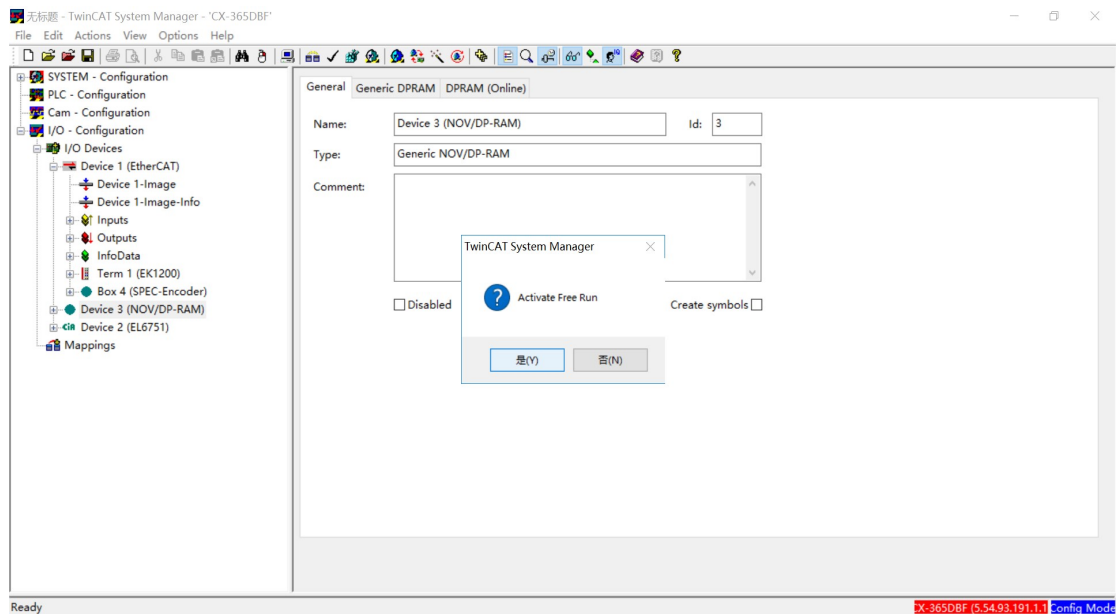 无标题 - TwinCAT System Manager - 'CX-365DBF'
File Edit Actions View Options Help
SYSTEM - Configuration
PLC - Configuration
Cam - Configuration
I/O - Configuration
I/O Devices
Device 1 (EtherCAT)
Device 1-Image
Device 1-Image-Info
Inputs
Outputs
InfoData
Term 1 (EK1200)
Box 4 (SPEC-Encoder)
Device 3 (NOV/DP-RAM)
Device 2 (EL6751)
Mappings
General Generic DPRAM DPRAM (Online)
Name: Device 3 (NOV/DP-RAM) Id: 3
Type: Generic NOV/DP-RAM
Comment:
TwinCAT System Manager
Activate Free Run
是(Y) 否(N)
Disabled Create symbols
Ready CX-365DBF (5.54.93.191.1.1) Config Mode